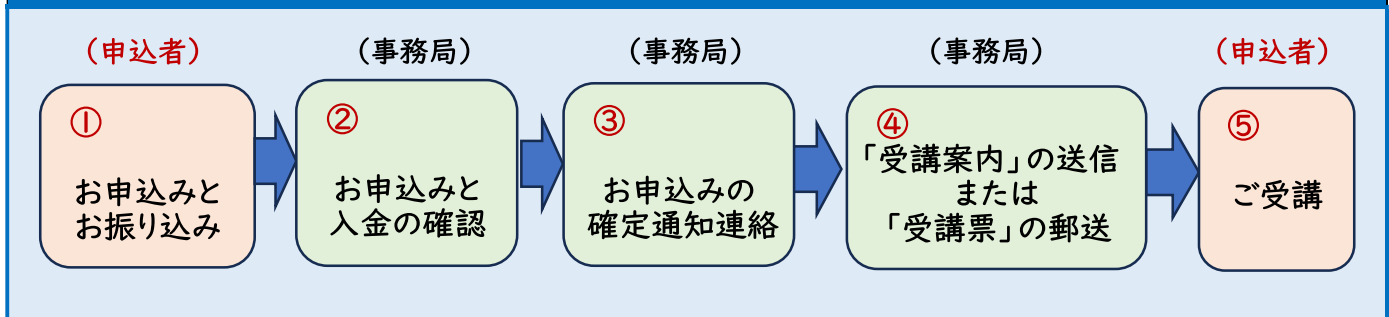 （申込者）
①
お申込みと
お振り込み
（事務局）
②
お申込みと
入金の確認
（事務局）
③
お申込みの
確定通知連絡
（事務局）
④
「受講案内」の送信
または
「受講票」の郵送
（申込者）
⑤
ご受講